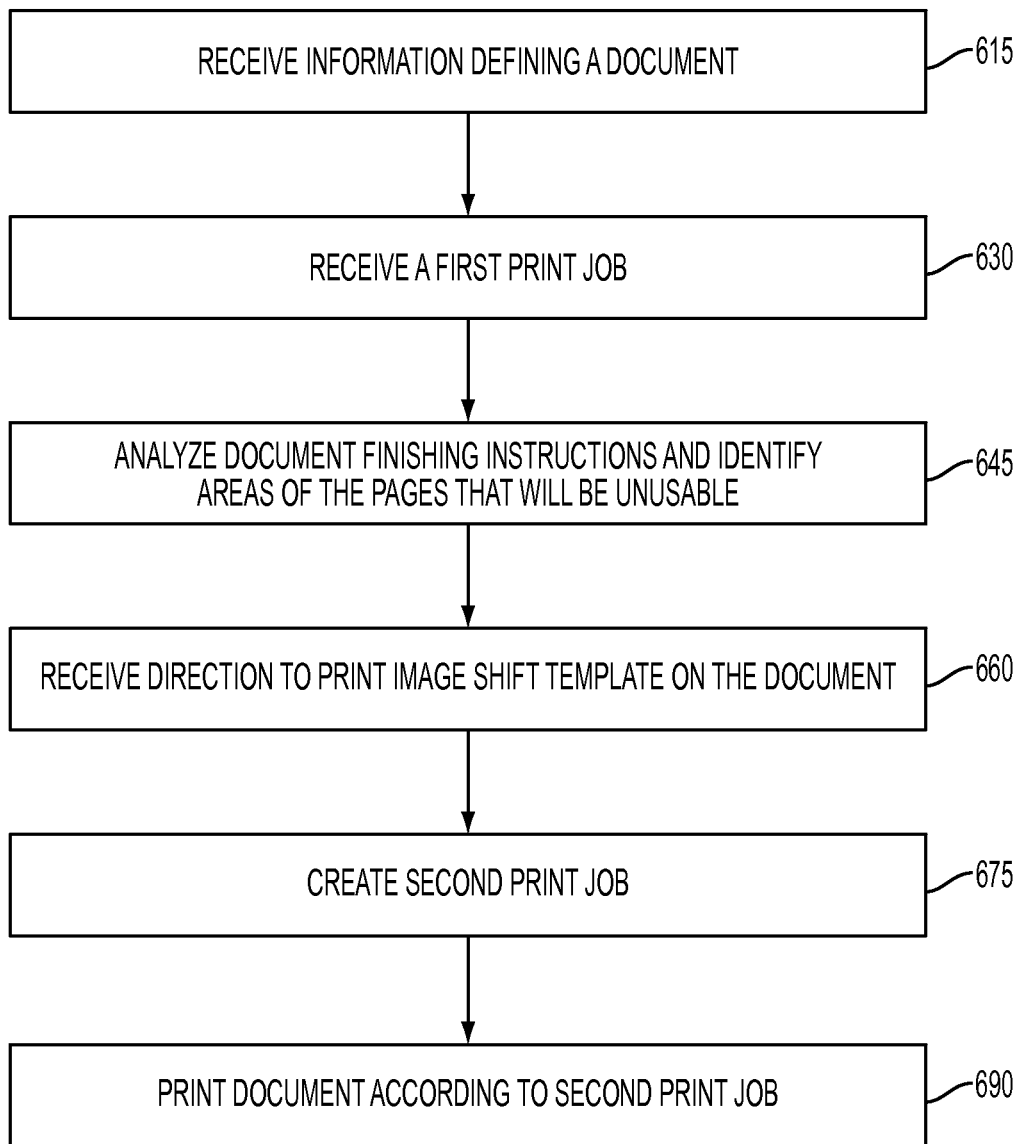 RECEIVE INFORMATION DEFINING A DOCUMENT
615
RECEIVE A FIRST PRINT JOB
630
ANALYZE DOCUMENT FINISHING INSTRUCTIONS AND IDENTIFY
AREAS OF THE PAGES THAT WILL BE UNUSABLE
645
RECEIVE DIRECTION TO PRINT IMAGE SHIFT TEMPLATE ON THE DOCUMENT
660
CREATE SECOND PRINT JOB
675
PRINT DOCUMENT ACCORDING TO SECOND PRINT JOB
690